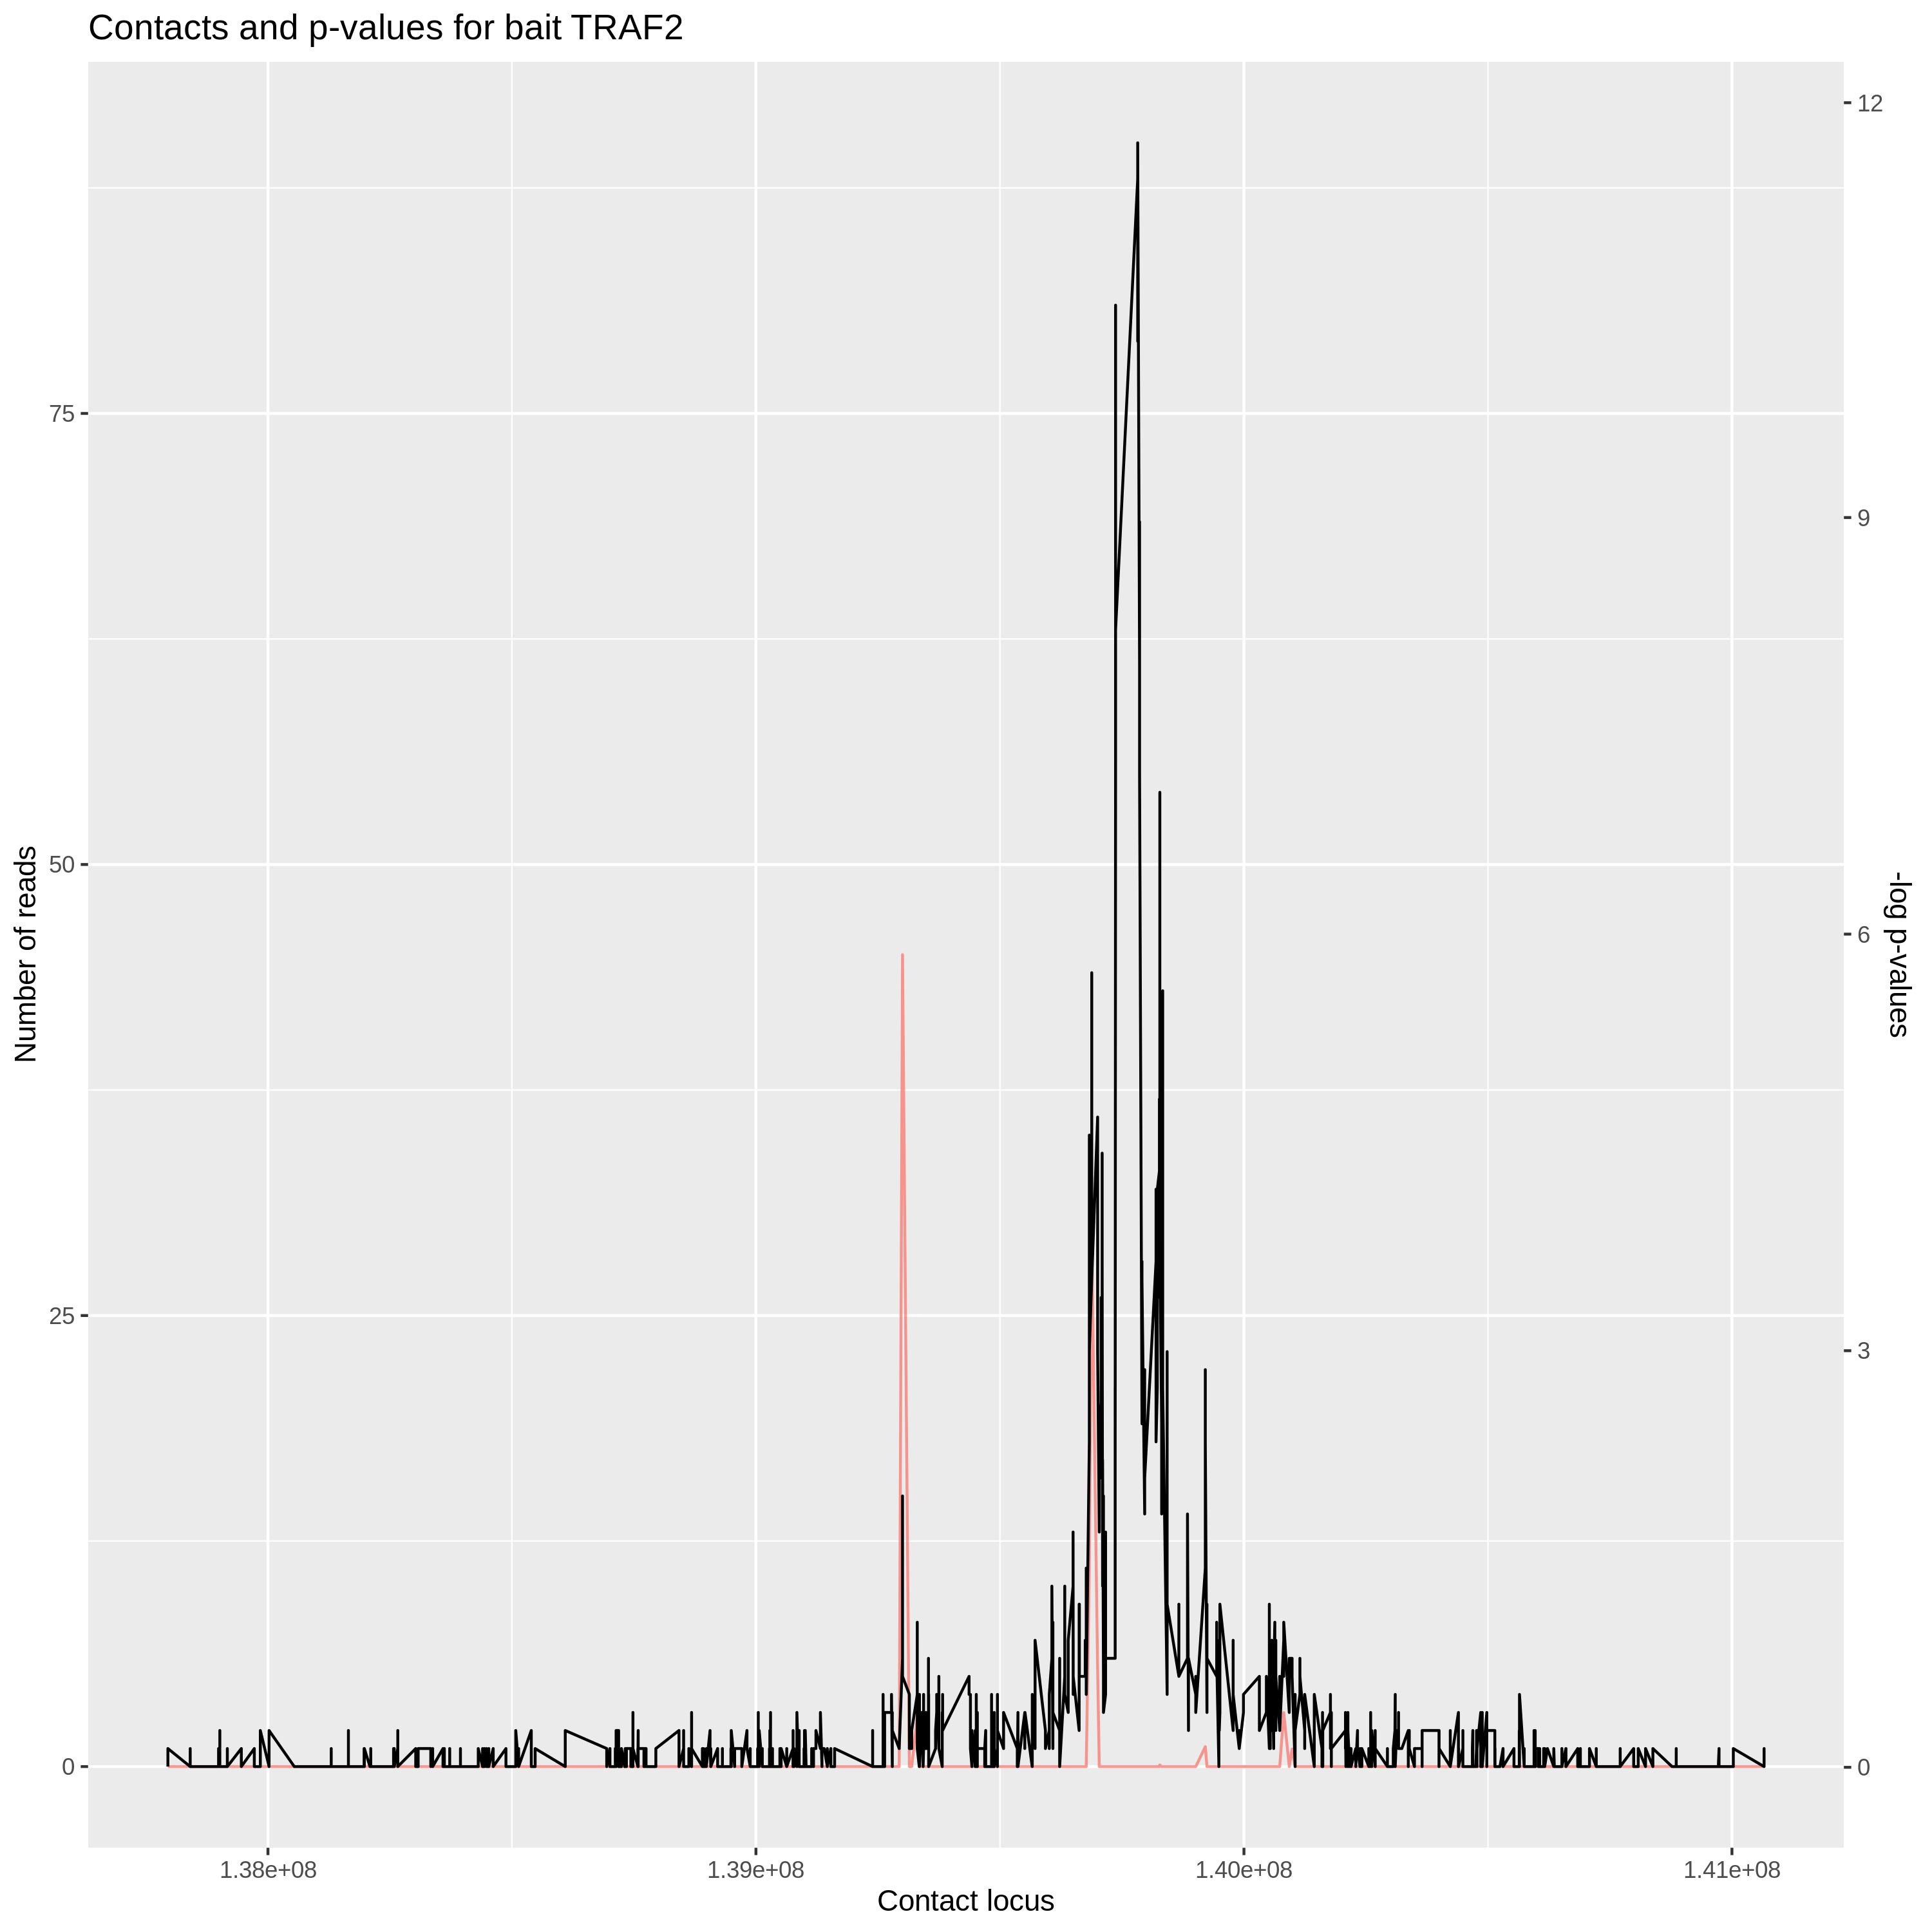 Contacts and p-values for bait TRAF2
12
75
9
50
6
25
3
0
0
Number of reads
-log p-values
1.38e+08
1.39e+08
1.40e+08
1.41e+08
Contact locus